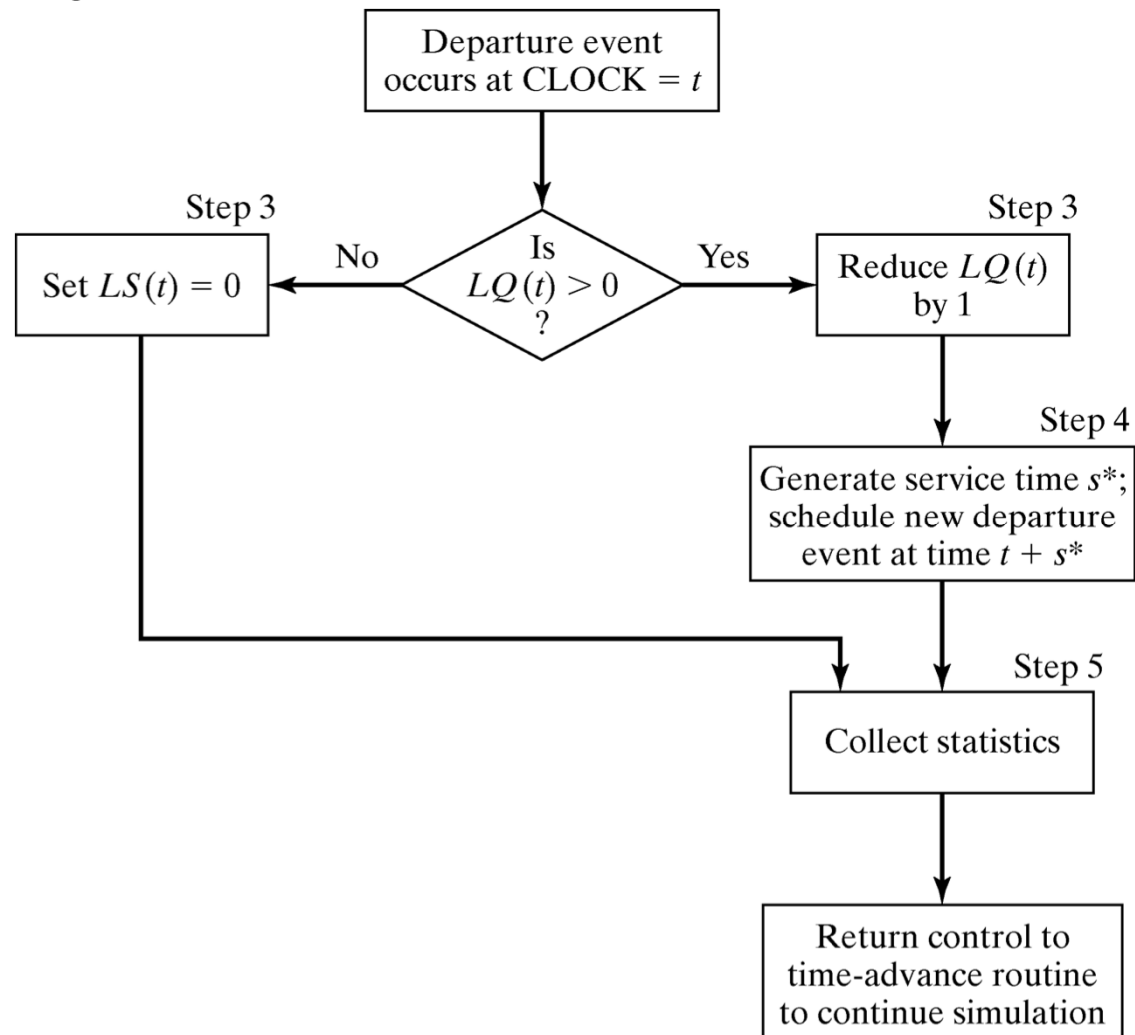 Departure event
occurs at CLOCK = t
Step 3
Step 3
Set LS(t) = 0
No
Is
LQ(t) > 0
?
Yes
Reduce LQ(t)
by 1
Step 4
Generate service time s*;
schedule new departure
event at time t + s*
Step 5
Collect statistics
Return control to
time-advance routine
to continue simulation